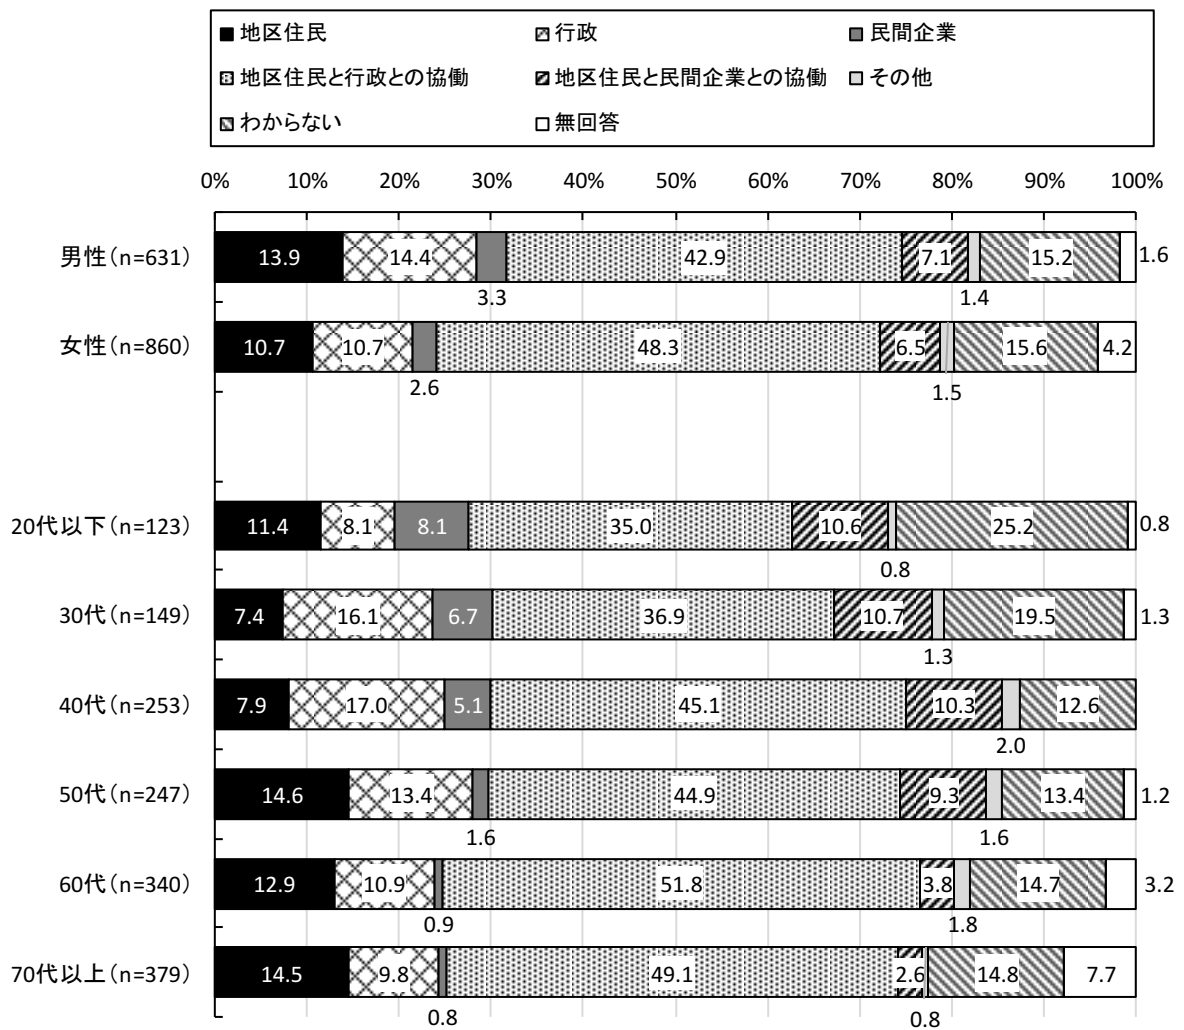 ■地区住民 行政 ■民間企業
地区住民と行政との協働 地区住民と民間企業との協働 その他
わからない □無回答
0% 10% 20% 30% 40% 50% 60% 70% 80% 90% 100%
男性(n=631) 13.9 14.4 42.9 7.1 15.2 1.6
3.3 1.4
女性(n=860) 10.7 10.7 48.3 6.5 15.6 4.2
2.6 1.5
20代以下(n=123) 11.4 8.1 8.1 35.0 10.6 25.2 0.8
0.8
30代(n=149) 7.4 16.1 6.7 36.9 10.7 19.5 1.3
1.3
40代(n=253) 7.9 17.0 5.1 45.1 10.3 12.6
2.0
50代(n=247) 14.6 13.4 44.9 9.3 13.4 1.2
1.6 1.6
60代(n=340) 12.9 10.9 51.8 3.8 14.7 3.2
0.9 1.8
70代以上(n=379) 14.5 9.8 49.1 2.6 14.8 7.7
0.8 0.8